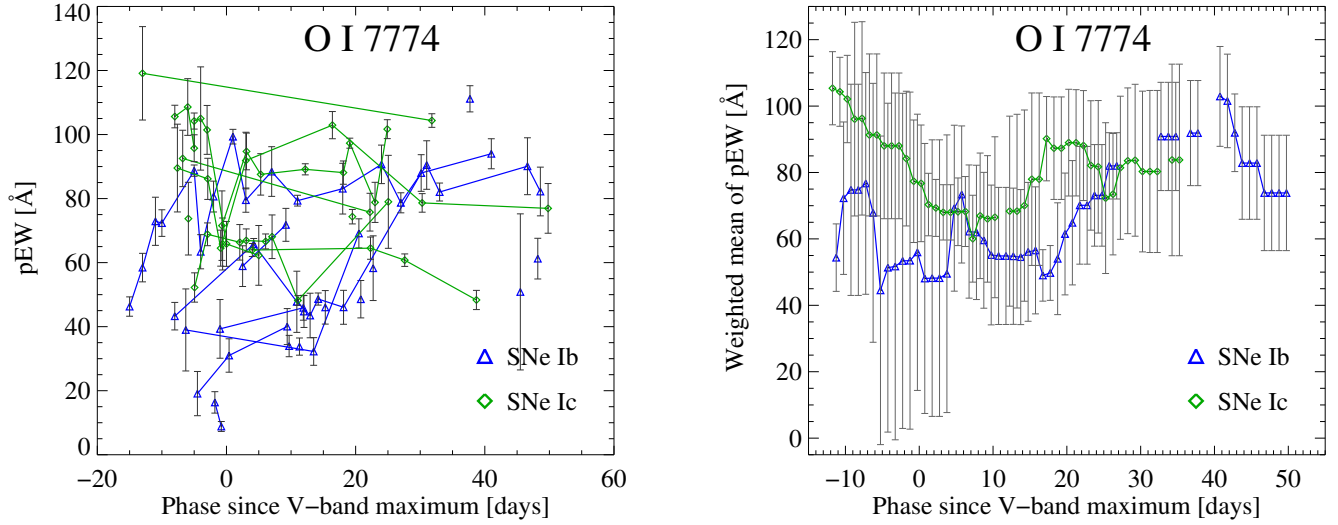 O I 7774
pEW [Å]
140
120
100
80
60
40
20
0
SNe Ib
SNe Ic
−20
0
20
40
60
Phase since V−band maximum [days]
O I 7774
Weighted mean of pEW [Å]
120
100
80
60
40
20
0
SNe Ib
SNe Ic
−10
0
10
20
30
40
50
Phase since V−band maximum [days]